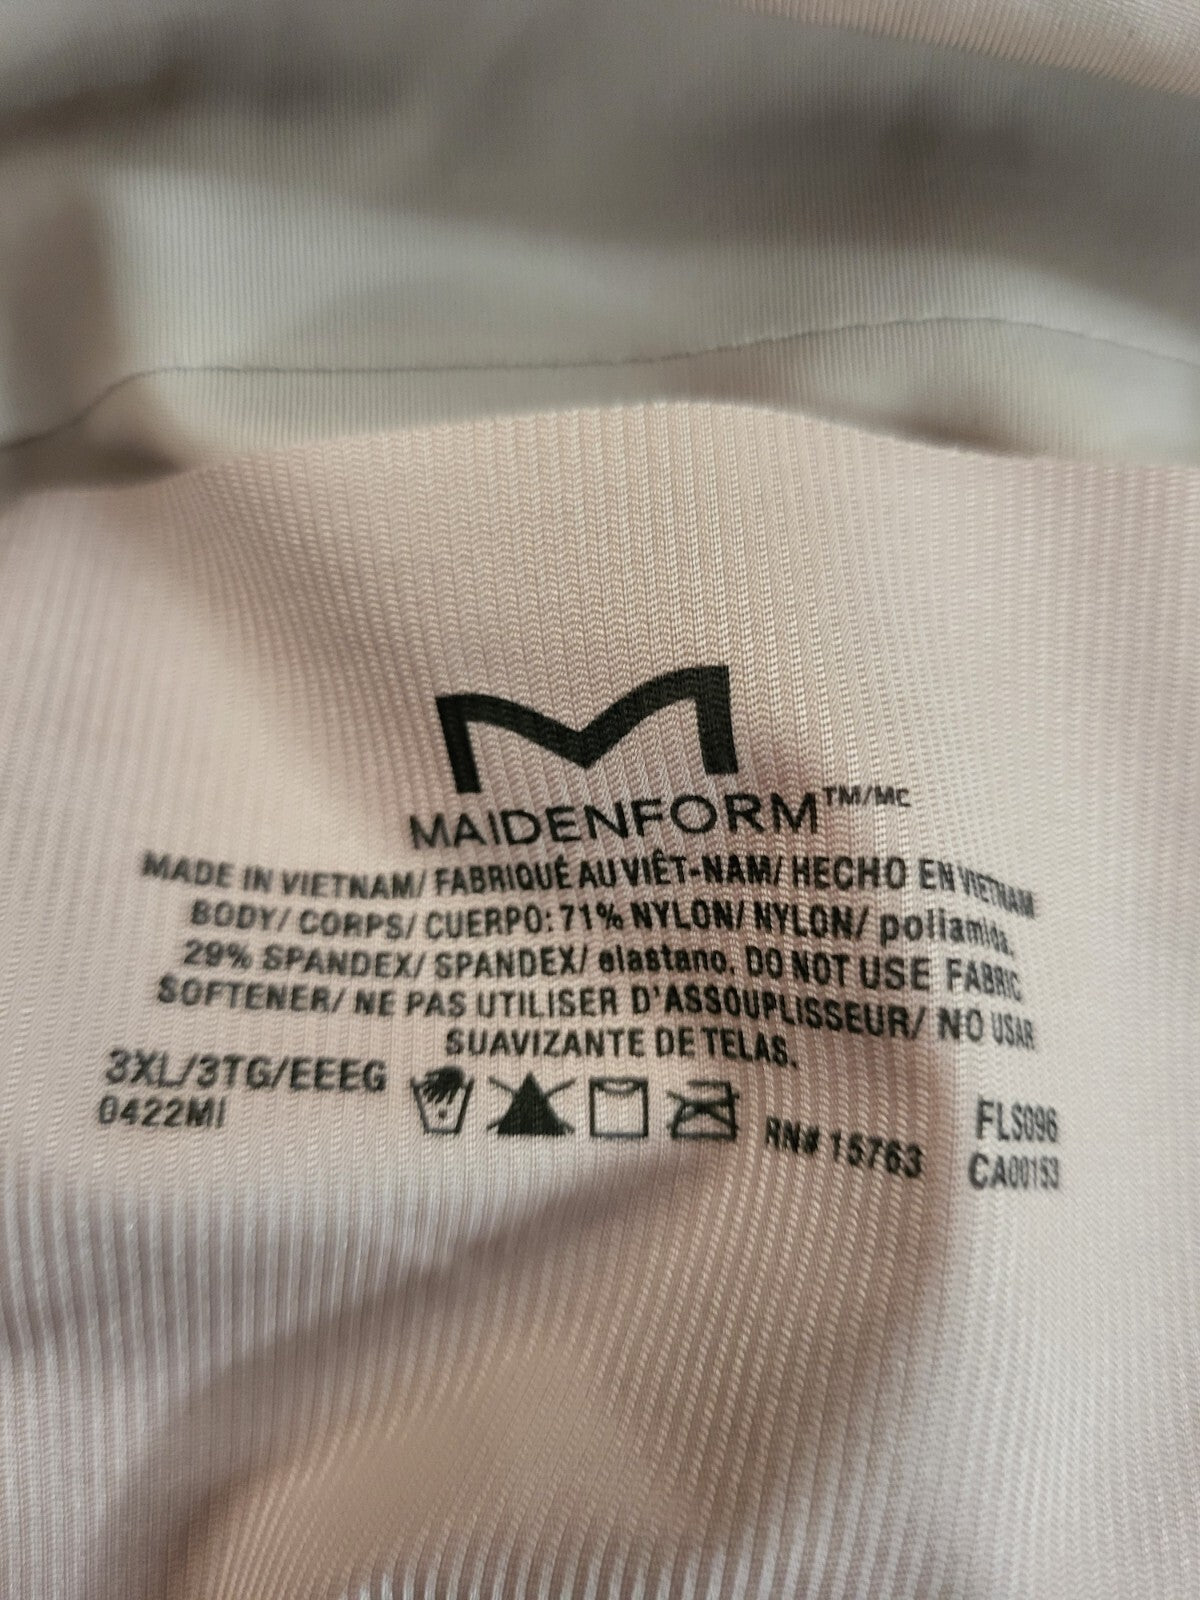 MAIDENFORM™/MC
MADE IN VIETNAM/ FABRIQUÉ AU VIÊT-NAM/ HECHO EN VIETNAM
BODY/ CORPS/ CUERPO: 71% NYLON/ NYLON/ poliamida,
29% SPANDEX/ SPANDEX/ elastano. DO NOT USE FABRIC
SOFTENER/ NE PAS UTILISER D'ASSOUPLISSEUR/ NO USAR
SUAVIZANTE DE TELAS.
3XL/3TG/EEEG
0422MI
RN# 15763
FLS096
CA00153